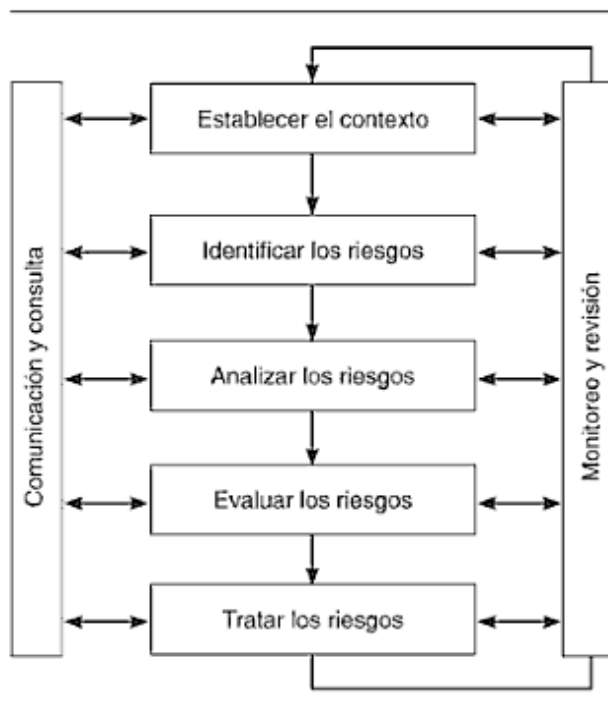 Establecer el contexto
Identificar los riesgos
Analizar los riesgos
Evaluar los riesgos
Tratar los riesgos
Comunicación y consulta
Monitoreo y revisión